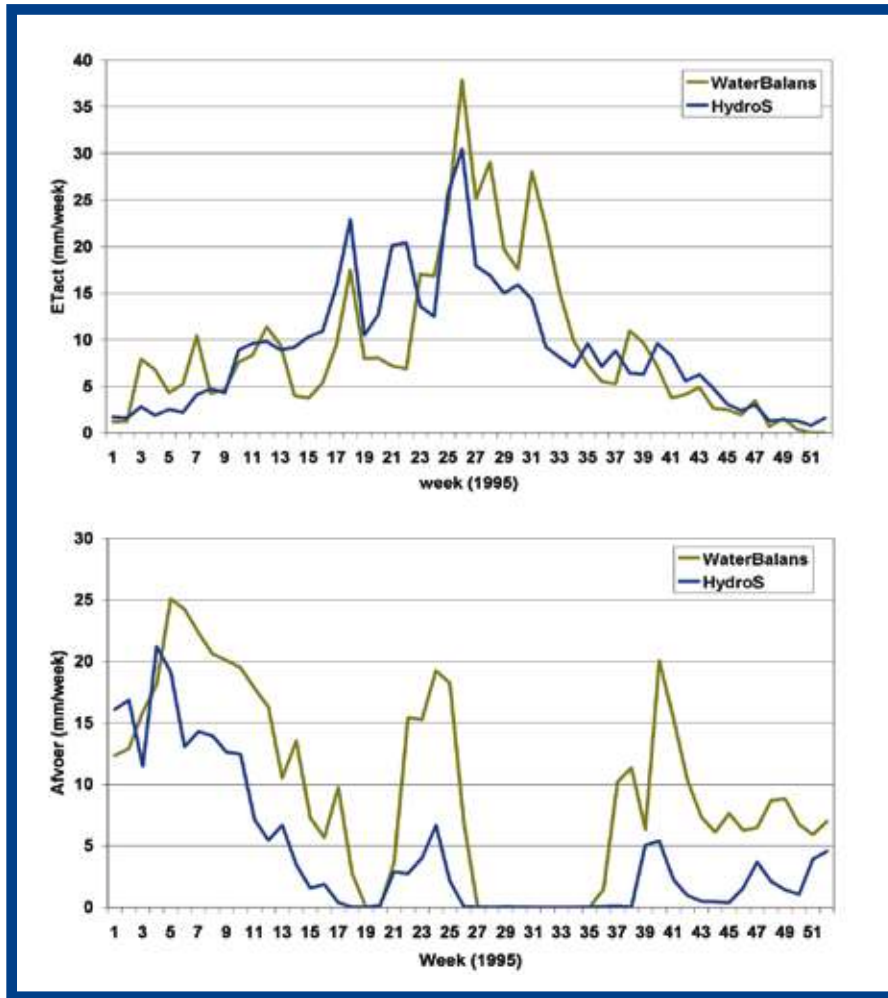 40
35
30
25
20
15
10
5
0
ETact (mm/week)
WaterBalans
HydroS
1 3 5 7 9 11 13 15 17 19 21 23 25 27 29 31 33 35 37 39 41 43 45 47 49 51
week (1995)
30
25
20
15
10
5
0
Afvoer (mm/week)
WaterBalans
HydroS
1 3 5 7 9 11 13 15 17 19 21 23 25 27 29 31 33 35 37 39 41 43 45 47 49 51
Week (1995)